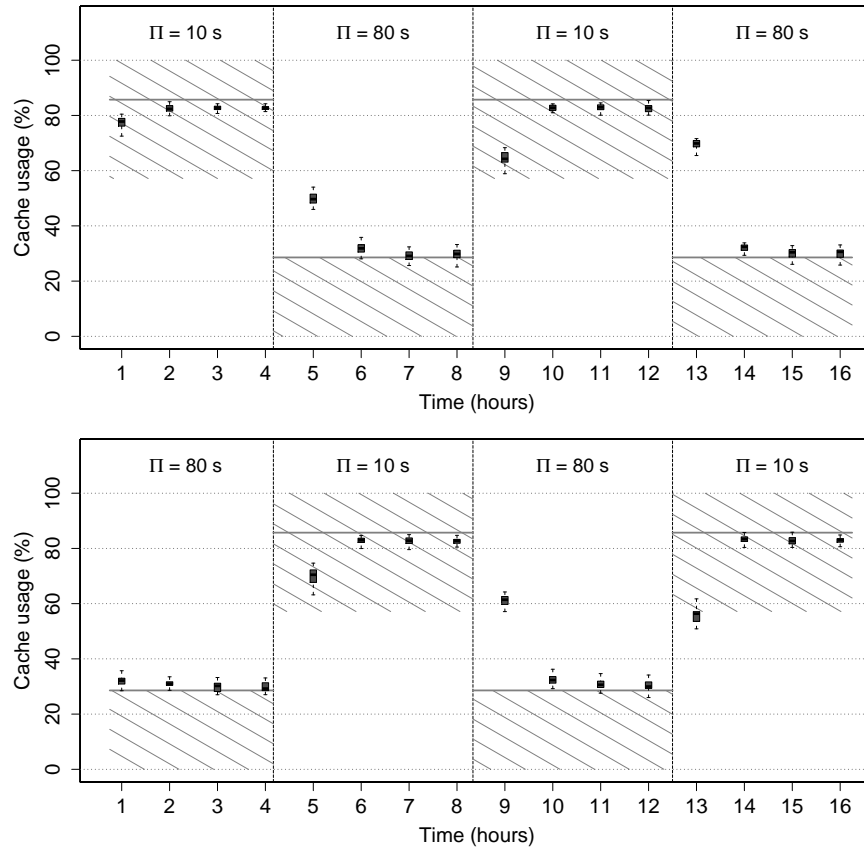 Π = 10 s Π = 80 s Π = 10 s Π = 80 s
100
80
60
40
20
0
Cache usage (%)
1 2 3 4 5 6 7 8 9 10 11 12 13 14 15 16
Time (hours)
Π = 80 s Π = 10 s Π = 80 s Π = 10 s
100
80
60
40
20
0
Cache usage (%)
1 2 3 4 5 6 7 8 9 10 11 12 13 14 15 16
Time (hours)